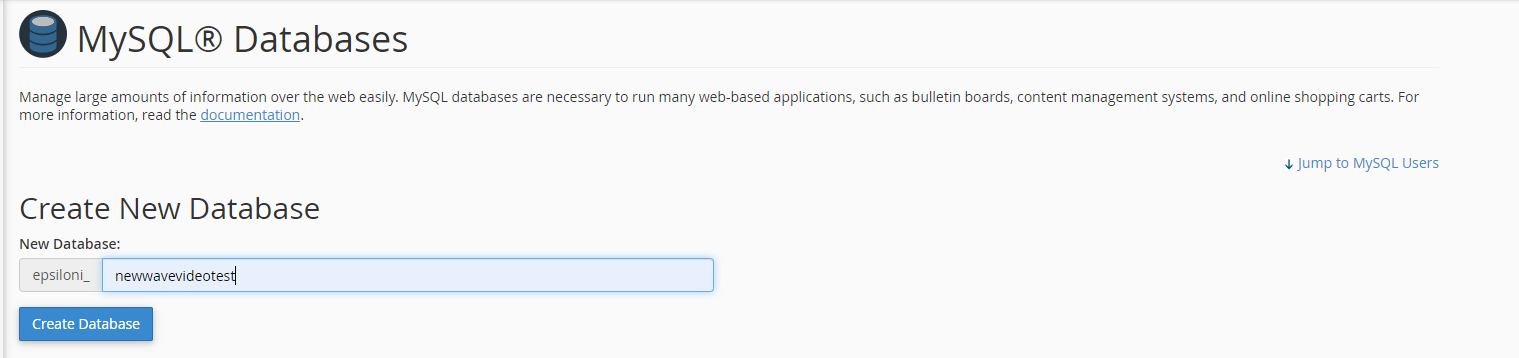 MySQL® Databases
Manage large amounts of information over the web easily. MySQL databases are necessary to run many web-based applications, such as bulletin boards, content management systems, and online shopping carts. For
more information, read the documentation.
Jump to MySQL Users
Create New Database
New Database:
epsiloni_ newwavevideotest
Create Database